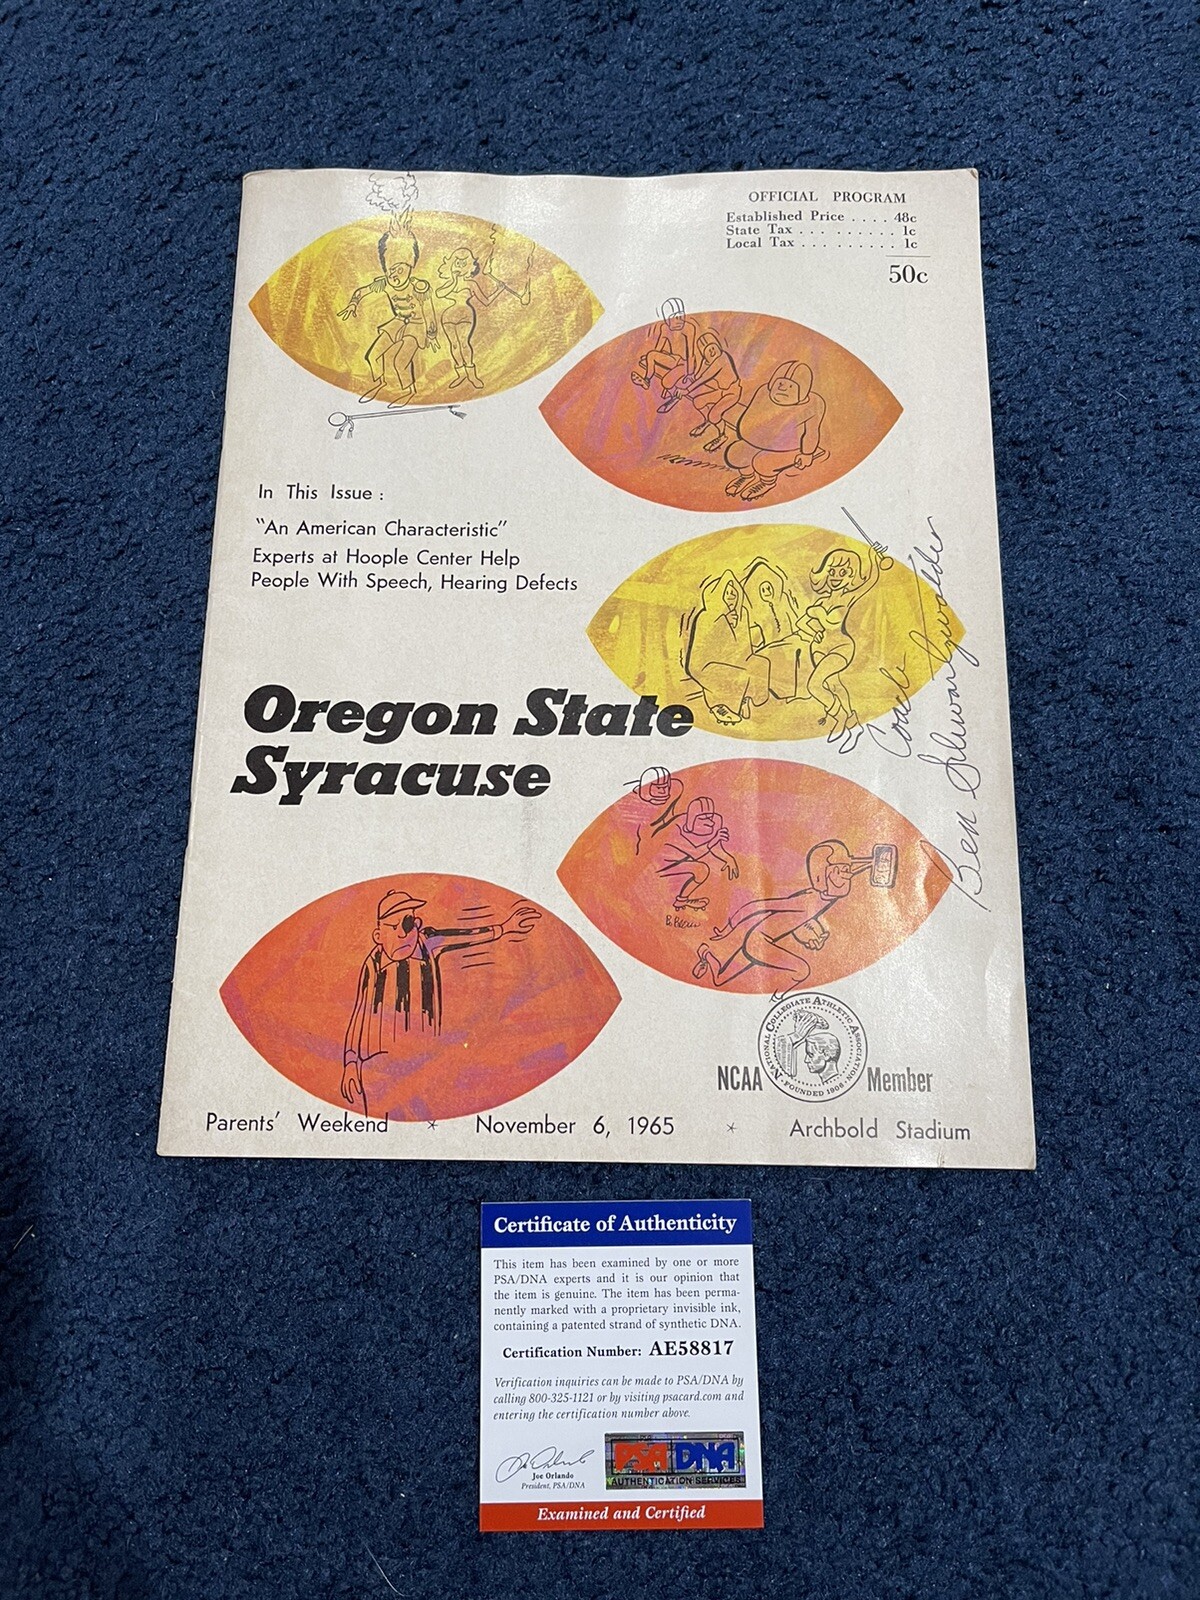 OFFICIAL PROGRAM
Established Price . . . . 48c
State Tax . . . . . . . . . . 1c
Local Tax . . . . . . . . . 1c
50c
In This Issue :
"An American Characteristic"
Experts at Hoople Center Help
People With Speech, Hearing Defects
Coach
Ben Schwartzwalder
Oregon State
Syracuse
NATIONAL COLLEGIATE ATHLETIC ASSOCIATION
FOUNDED 1906
NCAA Member
Parents' Weekend * November 6, 1965 * Archbold Stadium
Certificate of Authenticity
This item has been examined by one or more
PSA/DNA experts and it is our opinion that
the item is genuine. The item has been perma-
nently marked with a proprietary invisible ink,
containing a patented strand of synthetic DNA.
Certification Number: AE58817
Verification inquiries can be made to PSA/DNA by
calling 800-325-1121 or by visiting psacard.com and
entering the certification number above.
Joe Orlando
President, PSA/DNA
PSA DNA
AUTHENTICATION SERVICES
Examined and Certified